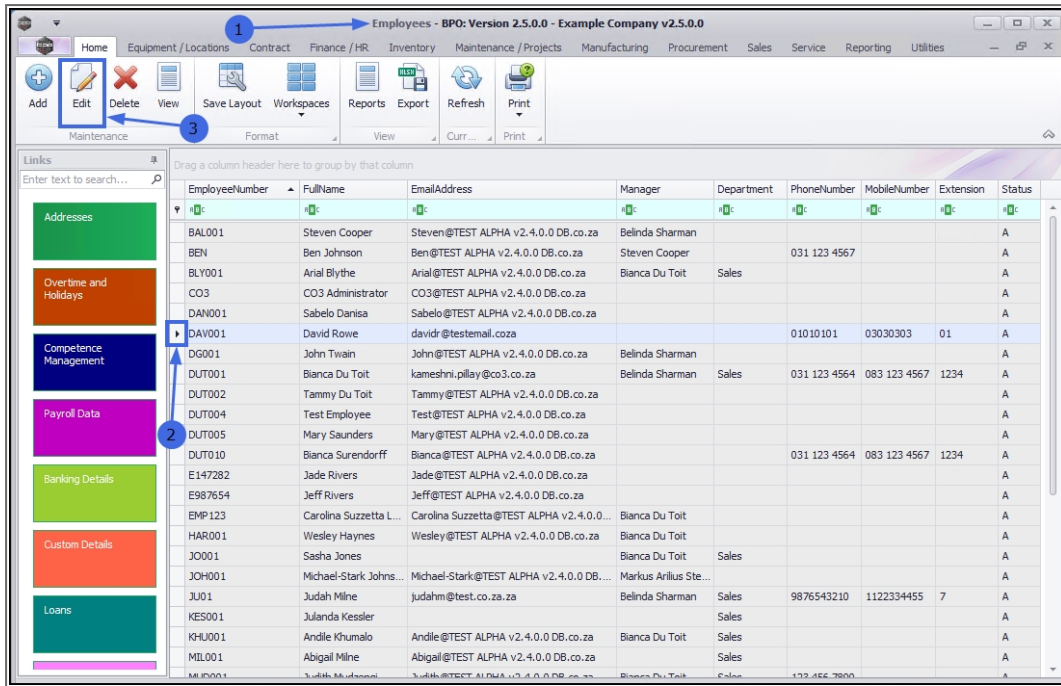 1
Employees - BPO: Version 2.5.0.0 - Example Company v2.5.0.0
Home Equipment / Locations Contract Finance / HR Inventory Maintenance / Projects Manufacturing Procurement Sales Service Reporting Utilities
Add Edit Delete View Save Layout Workspaces Reports Export Refresh Print
3
Maintenance Format View Curr... Print
Links
Enter text to search...
Drag a column header here to group by that column
EmployeeNumber FullName EmailAddress Manager Department PhoneNumber MobileNumber Extension Status
BAL001 Steven Cooper Steven@TEST ALPHA v2.4.0.0 DB.co.za Belinda Sharman A
BEN Ben Johnson Ben@TEST ALPHA v2.4.0.0 DB.co.za Steven Cooper 031 123 4567 A
BLY001 Arial Blythe Arial@TEST ALPHA v2.4.0.0 DB.co.za Bianca Du Toit Sales A
CO3 CO3 Administrator CO3@TEST ALPHA v2.4.0.0 DB.co.za A
DAN001 Sabelo Danisa Sabelo@TEST ALPHA v2.4.0.0 DB.co.za A
DAV001 David Rowe davidr@testemail.coza 01010101 03030303 01 A
DG001 John Twain John@TEST ALPHA v2.4.0.0 DB.co.za Belinda Sharman A
DUT001 Bianca Du Toit kameshni.pillay@co3.co.za Belinda Sharman Sales 031 123 4564 083 123 4567 1234 A
DUT002 Tammy Du Toit Tammy@TEST ALPHA v2.4.0.0 DB.co.za A
DUT004 Test Employee Test@TEST ALPHA v2.4.0.0 DB.co.za A
2
DUT005 Mary Saunders Mary@TEST ALPHA v2.4.0.0 DB.co.za A
DUT010 Bianca Surendorff Bianca@TEST ALPHA v2.4.0.0 DB.co.za 031 123 4564 083 123 4567 1234 A
E147282 Jade Rivers Jade@TEST ALPHA v2.4.0.0 DB.co.za A
E987654 Jeff Rivers Jeff@TEST ALPHA v2.4.0.0 DB.co.za A
EMP123 Carolina Suzzetta L... Carolina Suzzetta@TEST ALPHA v2.4.0.0... Bianca Du Toit A
HAR001 Wesley Haynes Wesley@TEST ALPHA v2.4.0.0 DB.co.za Bianca Du Toit A
JO001 Sasha Jones Bianca Du Toit Sales A
JOH001 Michael-Stark Johns... Michael-Stark@TEST ALPHA v2.4.0.0 DB.... Markus Arilius Ste... A
JU01 Judah Milne judahm@test.co.za.za Belinda Sharman Sales 9876543210 1122334455 7 A
KES001 Julanda Kessler Sales A
KHU001 Andile Khumalo Andile@TEST ALPHA v2.4.0.0 DB.co.za Bianca Du Toit Sales A
MIL001 Abigail Milne Abigail@TEST ALPHA v2.4.0.0 DB.co.za Sales A
Addresses
Overtime and
Holidays
Competence
Management
Payroll Data
Banking Details
Custom Details
Loans